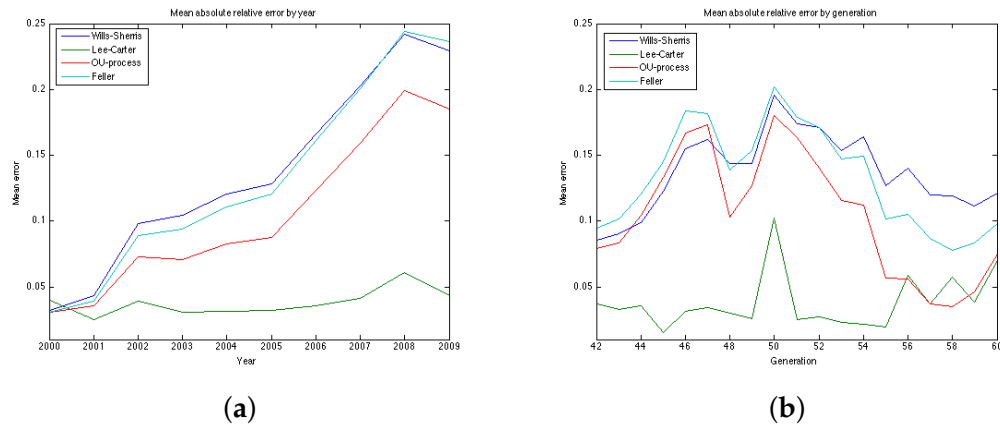 Mean absolute relative error by year
0.25
0.2
0.15
0.1
0.05
Mean error
Wills-Sherris
Lee-Carter
OU-process
Feller
2000 2001 2002 2003 2004 2005 2006 2007 2008 2009
Year
(a)
Mean absolute relative error by generation
0.25
0.2
0.15
0.1
0.05
Mean error
Wills-Sherris
Lee-Carter
OU-process
Feller
42 44 46 48 50 52 54 56 58 60
Generation
(b)